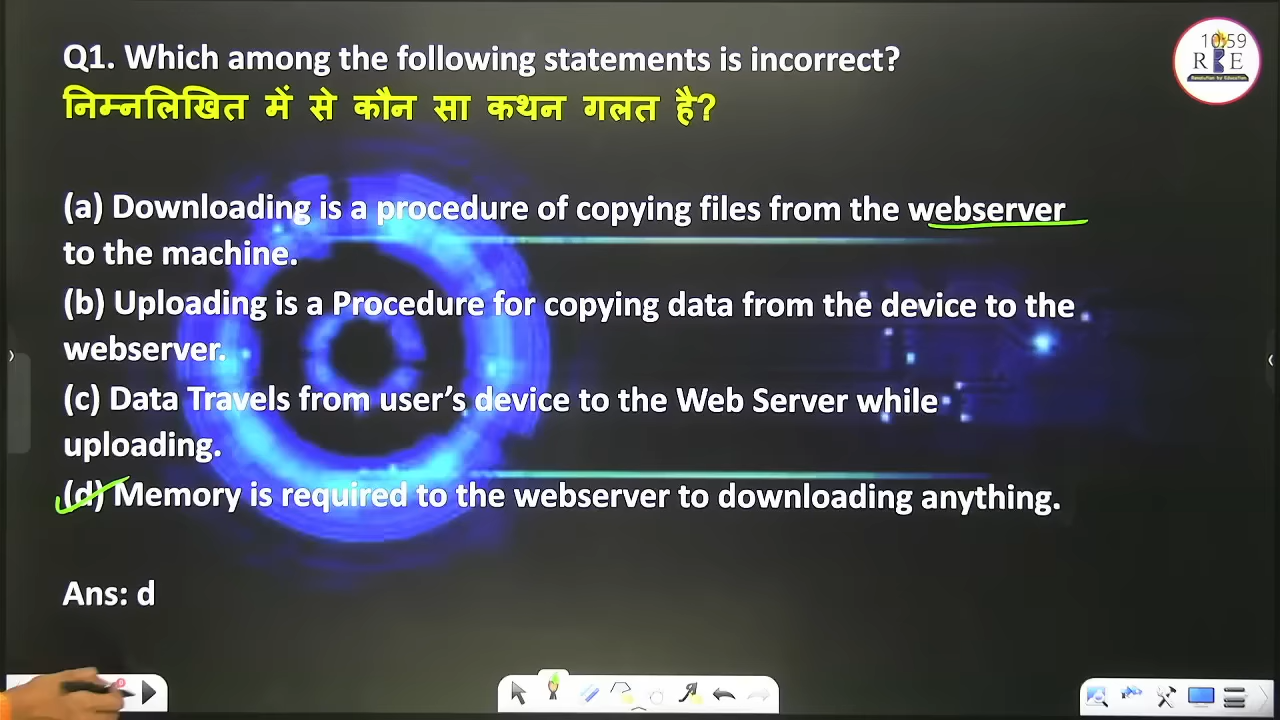 Q1. Which among the following statements is incorrect?
निम्नलिखित में से कौन सा कथन गलत है?
10:59
R E
Revolution by Education
(a) Downloading is a procedure of copying files from the webserver
to the machine.
(b) Uploading is a Procedure for copying data from the device to the
webserver.
(c) Data Travels from user’s device to the Web Server while
uploading.
(d) Memory is required to the webserver to downloading anything.
Ans: d